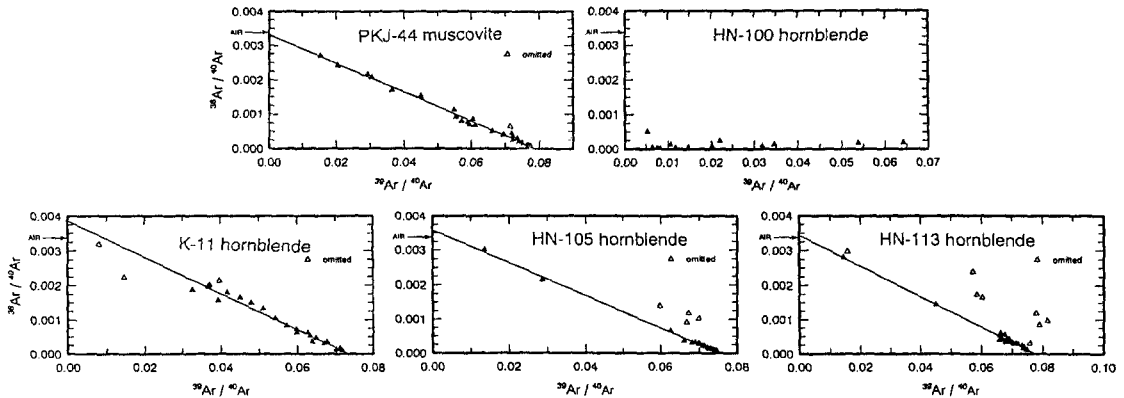 PKJ-44 muscovite
△ omitted
AIR
0.004
0.003
0.002
0.001
0.000
36Ar / 40Ar
0.00 0.02 0.04 0.06 0.08
39Ar / 40Ar
HN-100 hornblende
AIR
0.004
0.003
0.002
0.001
0.000
0.00 0.01 0.02 0.03 0.04 0.05 0.06 0.07
39Ar / 40Ar
K-11 hornblende
△ omitted
AIR
0.004
0.003
0.002
0.001
0.000
36Ar / 40Ar
0.00 0.02 0.04 0.06 0.08
39Ar / 40Ar
HN-105 hornblende
△ omitted
AIR
0.004
0.003
0.002
0.001
0.000
0.00 0.02 0.04 0.06 0.08
39Ar / 40Ar
HN-113 hornblende
△ omitted
AIR
0.004
0.003
0.002
0.001
0.000
0.00 0.02 0.04 0.06 0.08 0.10
39Ar / 40Ar